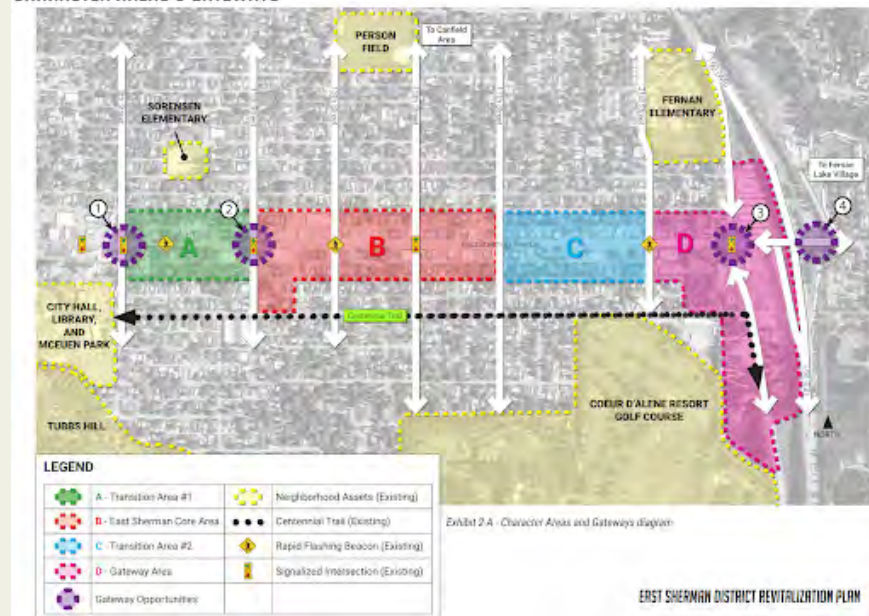 CHARACTER AREAS & GATEWAYS
PERSON
FIELD
To Canfield
Area
SORENSEN
ELEMENTARY
FERNAN
ELEMENTARY
To Fernan
Lake Village
1
2
3
4
A
B
C
D
CITY HALL,
LIBRARY,
AND
MCEUEN PARK
Centennial Trail
TUBBS HILL
COEUR D'ALENE RESORT
GOLF COURSE
NORTH
LEGEND
A - Transition Area #1
Neighborhood Assets (Existing)
B - East Sherman Core Area
Centennial Trail (Existing)
C - Transition Area #2
Rapid Flashing Beacon (Existing)
D - Gateway Area
Signalized Intersection (Existing)
Gateway Opportunities
Exhibit 2-A - Character Areas and Gateways diagram
EAST SHERMAN DISTRICT REVITALIZATION PLAN